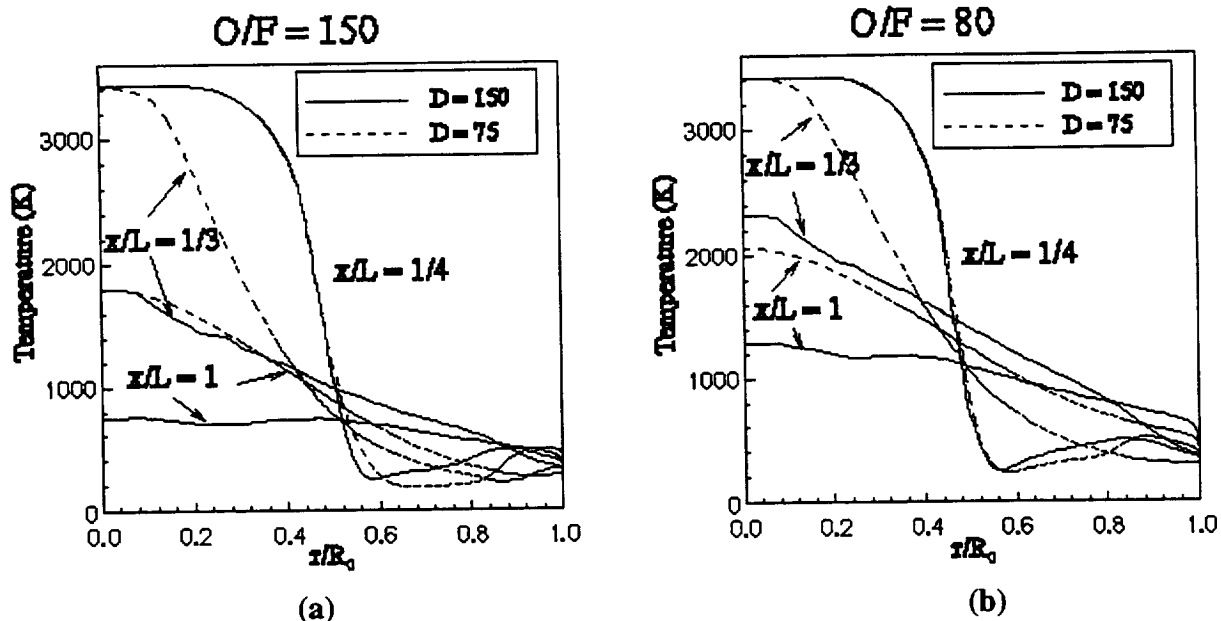 O/F = 150
Temperature (K)
3000
2000
1000
0
D = 150
D = 75
x/L = 1/3
x/L = 1/4
x/L = 1
0.0 0.2 0.4 0.6 0.8 1.0
r/R₀
(a)
O/F = 80
Temperature (K)
3000
2000
1000
0
D = 150
D = 75
x/L = 1/3
x/L = 1/4
x/L = 1
0.0 0.2 0.4 0.6 0.8 1.0
r/R₀
(b)